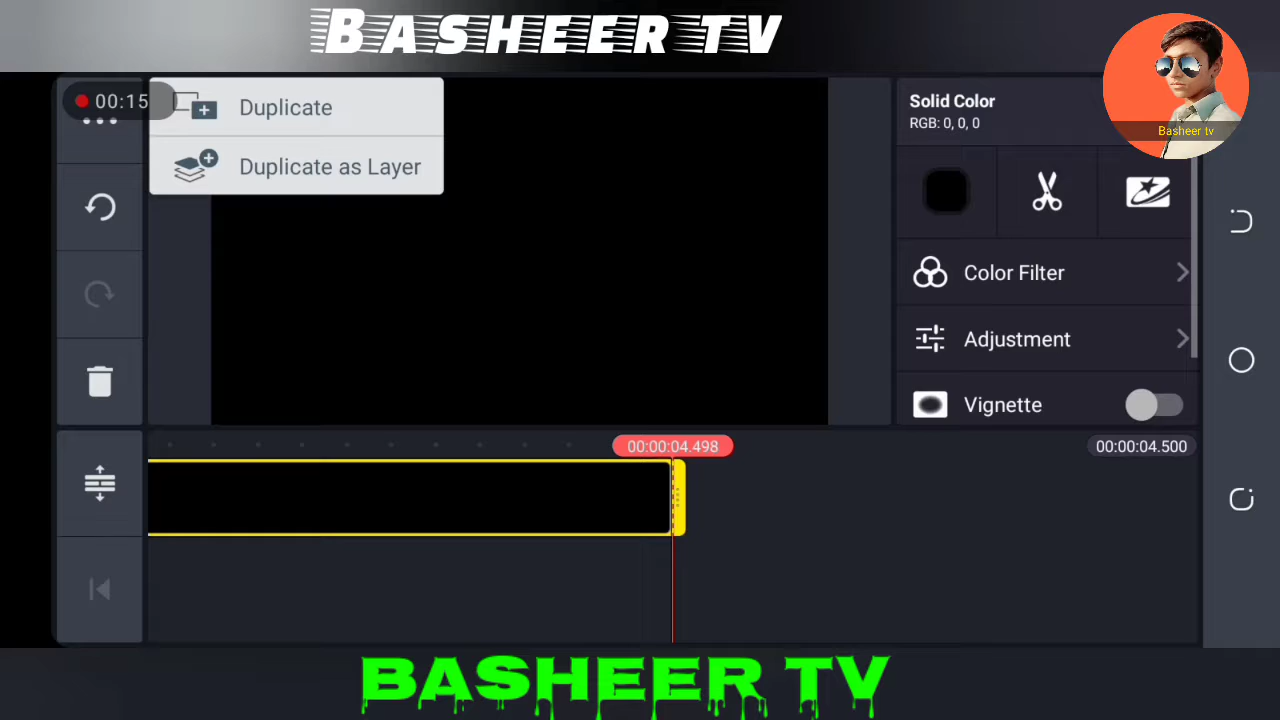 BASHEER TV
Basheer tv
00:15
Duplicate
Duplicate as Layer
Solid Color
RGB: 0, 0, 0
Color Filter
Adjustment
Vignette
00:00:04.498
00:00:04.500
BASHEER TV